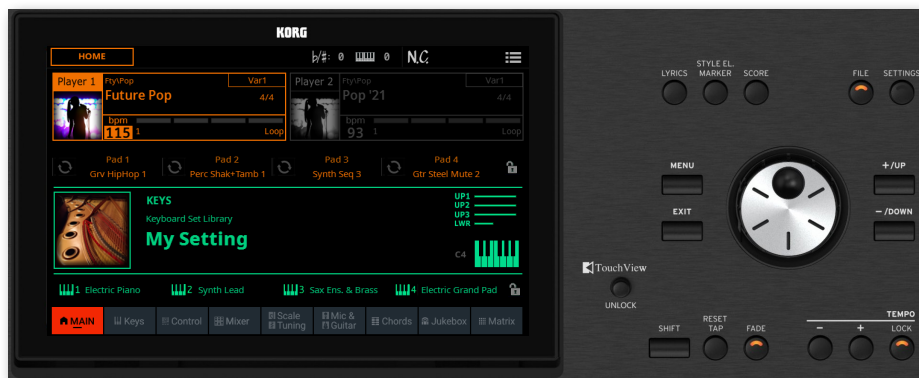 KORG
HOME
♭/#: 0 0 N.C.
Player 1 Fty\Pop Var1
Future Pop 4/4
bpm
115 1 Loop
Player 2 Fty\Pop Var1
Pop '21 4/4
bpm
93 1 Loop
Pad 1
Grv HipHop 1
Pad 2
Perc Shak+Tamb 1
Pad 3
Synth Seq 3
Pad 4
Gtr Steel Mute 2
KEYS
Keyboard Set Library
My Setting
UP1
UP2
UP3
LWR
C4
1 Electric Piano
2 Synth Lead
3 Sax Ens. & Brass
4 Electric Grand Pad
MAIN
Keys
Control
Mixer
Scale
Tuning
Mic &
Guitar
Chords
Jukebox
Matrix
LYRICS
STYLE EL.
MARKER
SCORE
FILE
SETTINGS
MENU
EXIT
+/UP
-/DOWN
TouchView
UNLOCK
SHIFT
RESET
TAP
FADE
TEMPO
- + LOCK